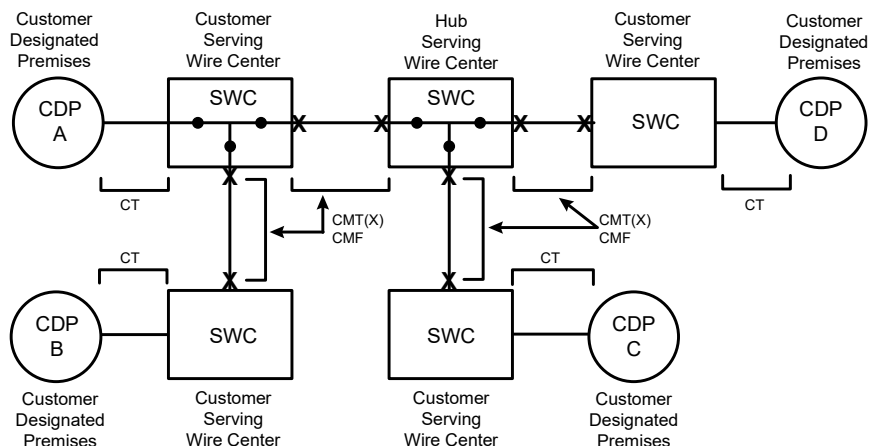 Customer
Designated
Premises
Customer
Serving
Wire Center
Hub
Serving
Wire Center
Customer
Serving
Wire Center
Customer
Designated
Premises
CDP
A
SWC
X
X
SWC
X
X
SWC
CDP
D
X
X
CT
CT
CMT(X)
CMF
CT
CT
X
X
CDP
B
SWC
SWC
CDP
C
Customer
Designated
Premises
Customer
Serving
Wire Center
Customer
Serving
Wire Center
Customer
Designated
Premises